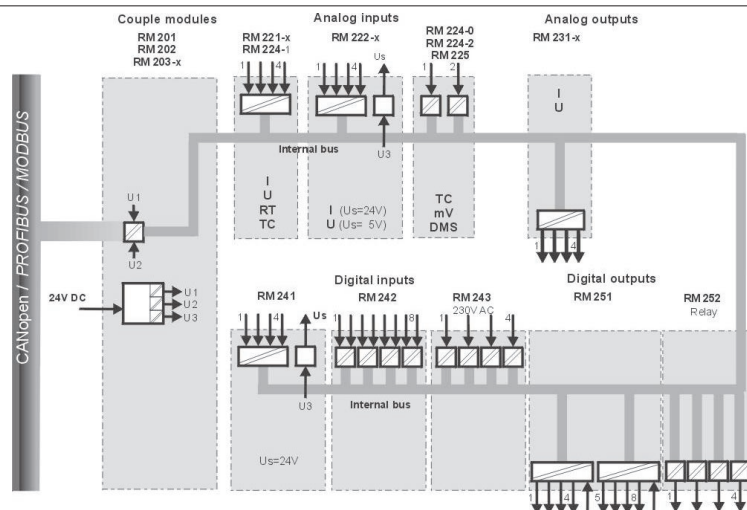 Couple modules
RM 201
RM 202
RM 203-x
Analog inputs
RM 221-x
RM 224-1
RM 222-x
RM 224-0
RM 224-2
RM 225
Analog outputs
RM 231-x
1 4
1 4
Us
1 2
I
U
Internal bus
U3
CANopen / PROFIBUS / MODBUS
U1
U2
I
U
RT
TC
I (Us=24V)
U (Us= 5V)
TC
mV
DMS
1 4
24V DC
U1
U2
U3
Digital inputs
RM 241
RM 242
RM 243
230V AC
Digital outputs
RM 251
RM 252
Relay
1 4
Us
1 8
1 4
U3
Internal bus
Us=24V
1 4 5 8
1 4